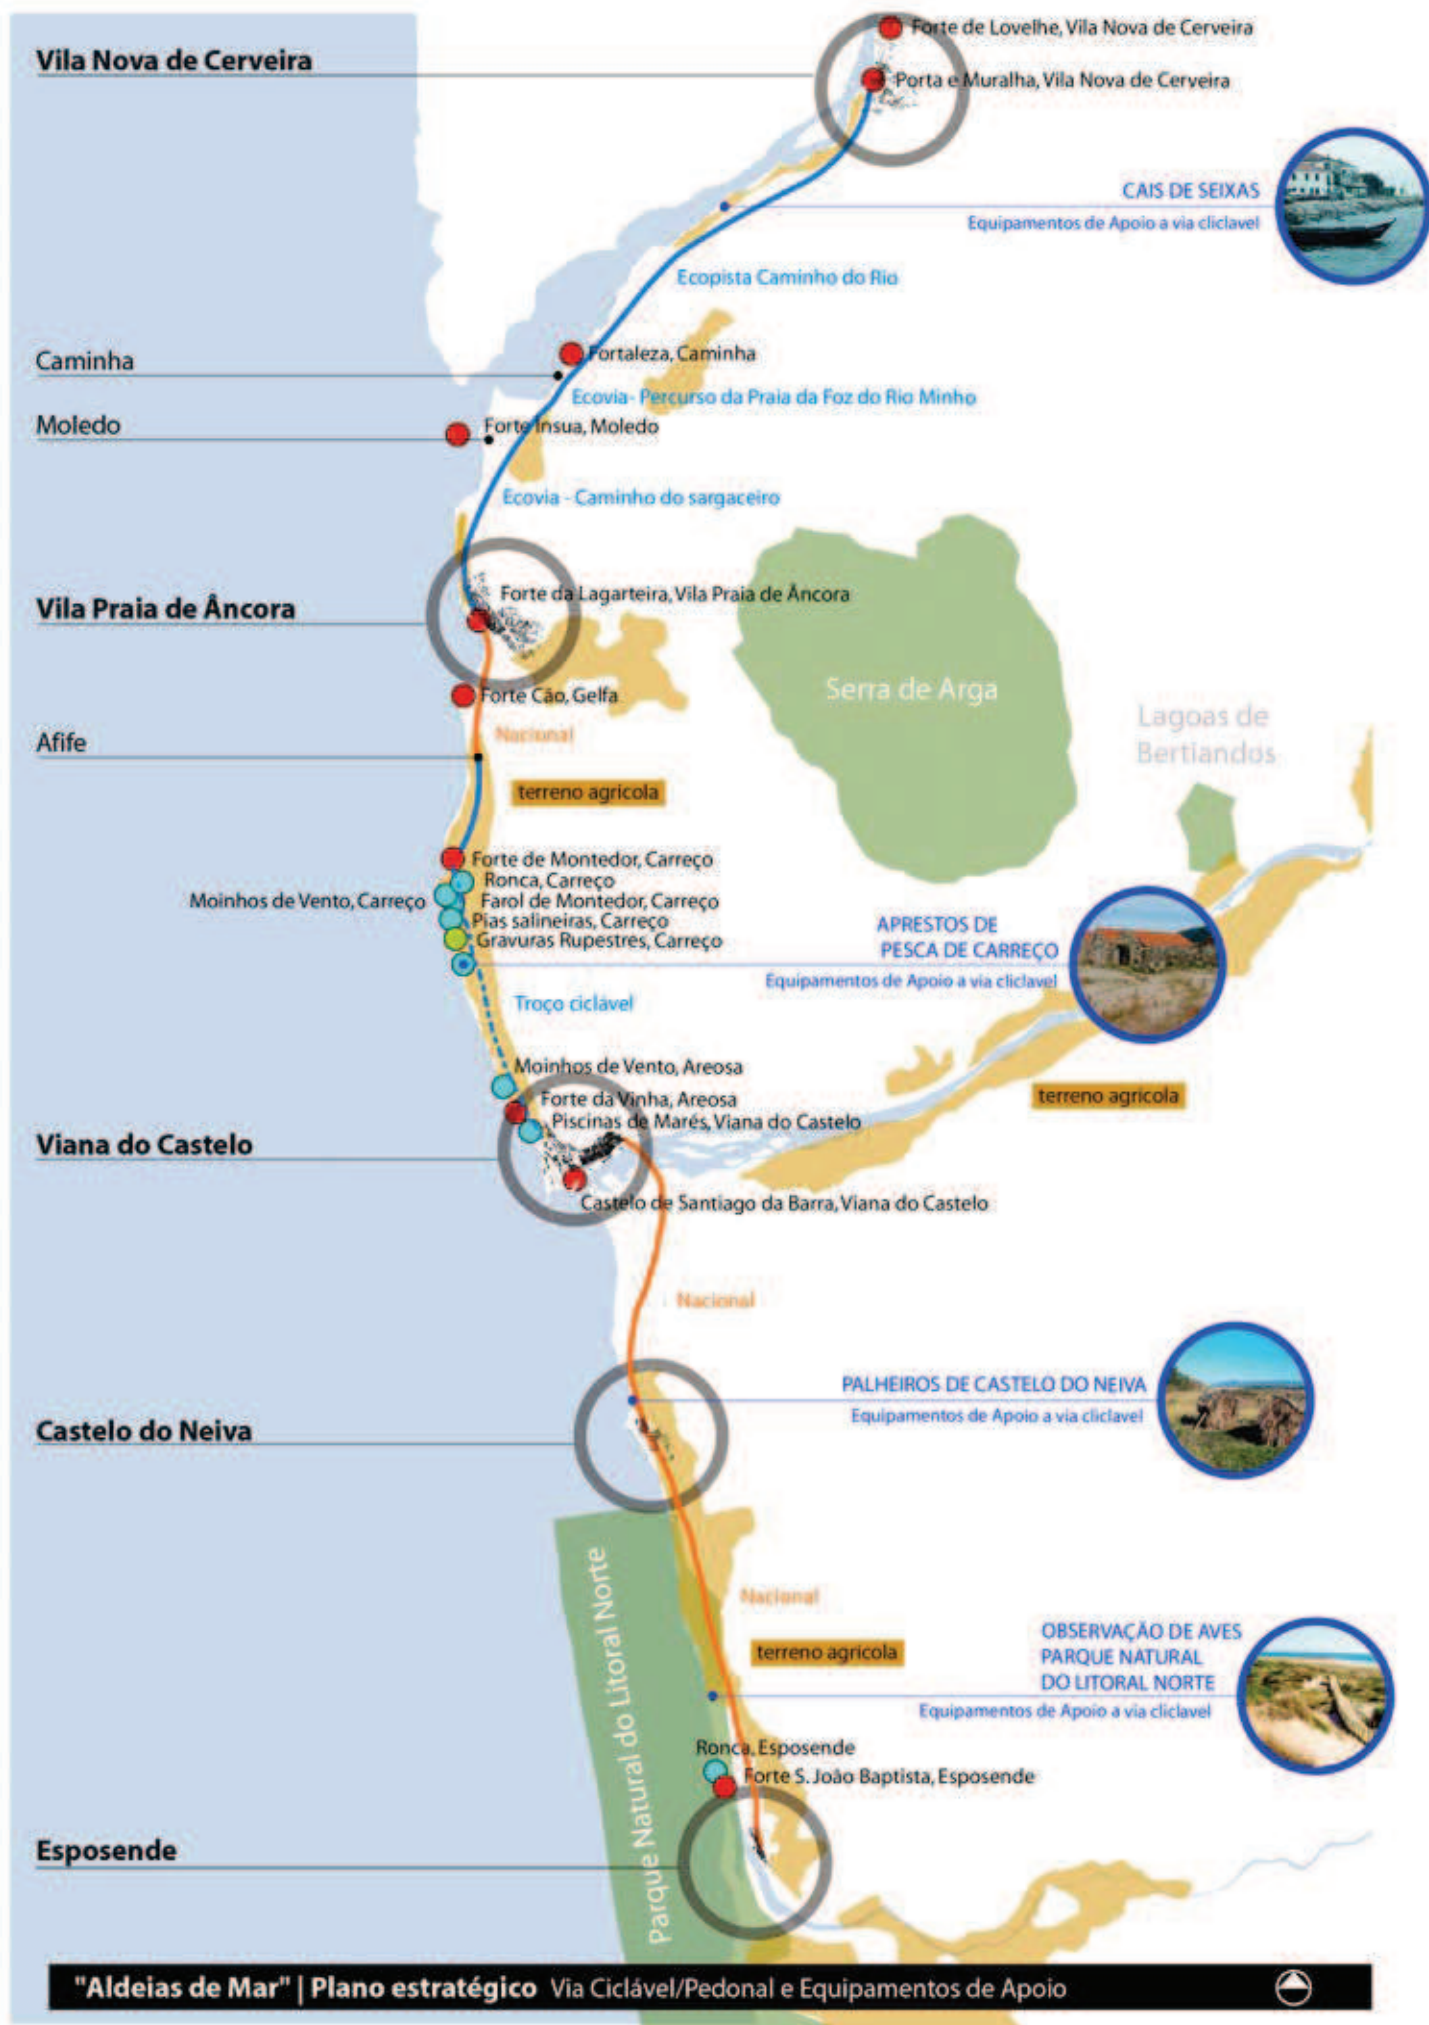 Forte de Lovelhe, Vila Nova de Cerveira
Vila Nova de Cerveira
Porta e Muralha, Vila Nova de Cerveira
CAIS DE SEIXAS
Equipamentos de Apoio a via cliclavel
Ecopista Caminho do Rio
Fortaleza, Caminha
Caminha
Ecovia- Percurso da Praia da Foz do Rio Minho
Moledo
Forte Insua, Moledo
Ecovia - Caminho do sargaceiro
Forte da Lagarteira, Vila Praia de Âncora
Vila Praia de Âncora
Serra de Arga
Forte Cão, Gelfa
Lagoas de
Bertiandos
Nacional
Afife
terreno agricola
Forte de Montedor, Carreço
Ronca, Carreço
Moinhos de Vento, Carreço
Farol de Montedor, Carreço
Pias salineiras, Carreço
Gravuras Rupestres, Carreço
APRESTOS DE
PESCA DE CARREÇO
Equipamentos de Apoio a via cliclavel
Troço ciclável
Moinhos de Vento, Areosa
terreno agricola
Forte da Vinha, Areosa
Piscinas de Marés, Viana do Castelo
Viana do Castelo
Castelo de Santiago da Barra, Viana do Castelo
Nacional
PALHEIROS DE CASTELO DO NEIVA
Equipamentos de Apoio a via cliclavel
Castelo do Neiva
Parque Natural do Litoral Norte
Nacional
terreno agricola
OBSERVAÇÃO DE AVES
PARQUE NATURAL
DO LITORAL NORTE
Equipamentos de Apoio a via cliclavel
Ronca, Esposende
Forte S. João Baptista, Esposende
Esposende
"Aldeias de Mar" | Plano estratégico Via Ciclável/Pedonal e Equipamentos de Apoio